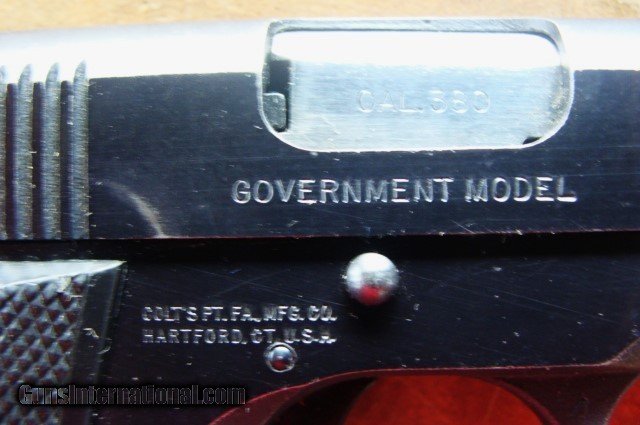 CAL.380
GOVERNMENT MODEL
COLT'S PT. FA. MFG. CO.
HARTFORD, CT. U.S.A.
GunsInternational.com